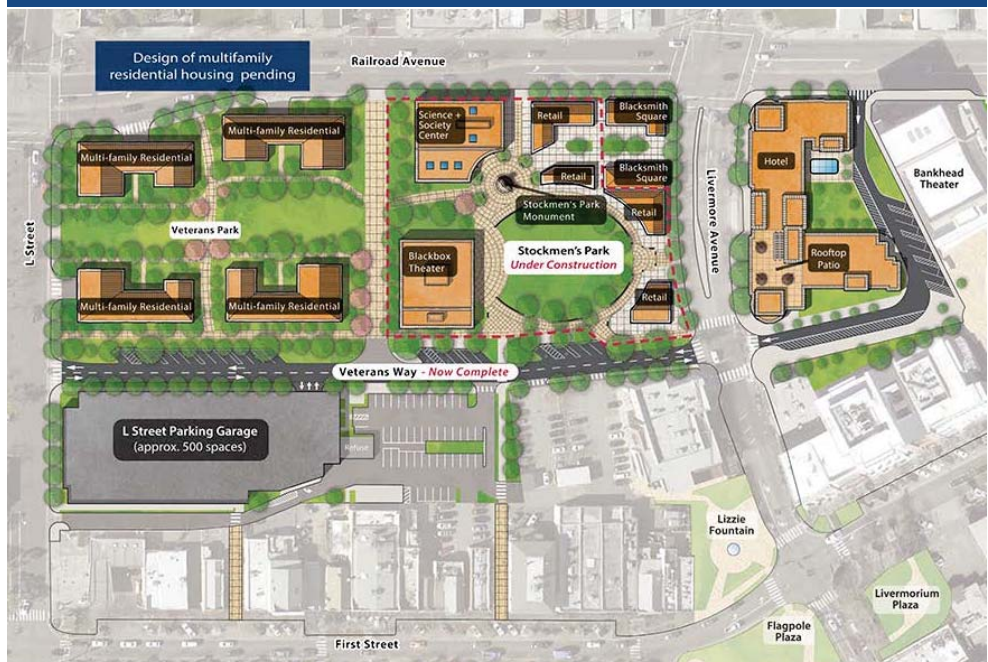 Design of multifamily
residential housing pending
Railroad Avenue
Multi-family Residential
Multi-family Residential
Science +
Society
Center
Retail
Blacksmith
Square
Retail
Blacksmith
Square
Hotel
Bankhead
Theater
L Street
Veterans Park
Stockmen's Park
Monument
Retail
Livermore Avenue
Blackbox
Theater
Stockmen's Park
Under Construction
Rooftop
Patio
Multi-family Residential
Multi-family Residential
Retail
Veterans Way - Now Complete
L Street Parking Garage
(approx. 500 spaces)
Refuse
Lizzie
Fountain
Livermorium
Plaza
Flagpole
Plaza
First Street